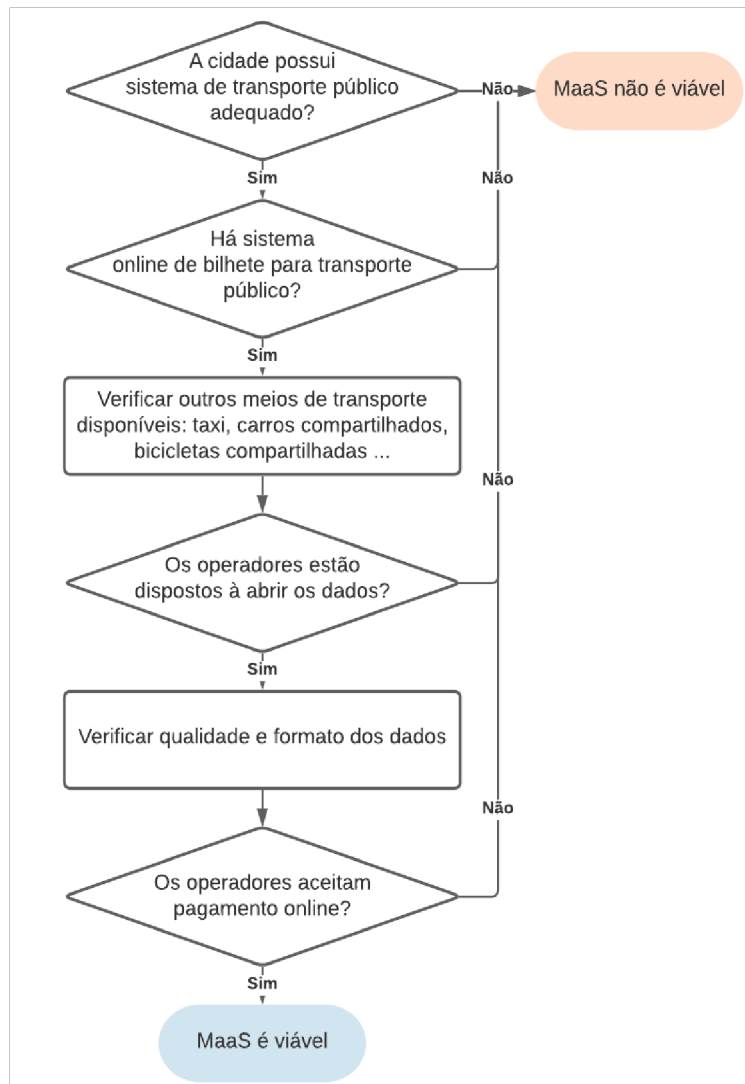 A cidade possui
sistema de transporte público
adequado?
Não
MaaS não é viável
Sim
Não
Há sistema
online de bilhete para transporte
público?
Sim
Verificar outros meios de transporte
disponíveis: taxi, carros compartilhados,
bicicletas compartilhadas ...
Não
Os operadores estão
dispostos à abrir os dados?
Sim
Verificar qualidade e formato dos dados
Não
Os operadores aceitam
pagamento online?
Sim
MaaS é viável